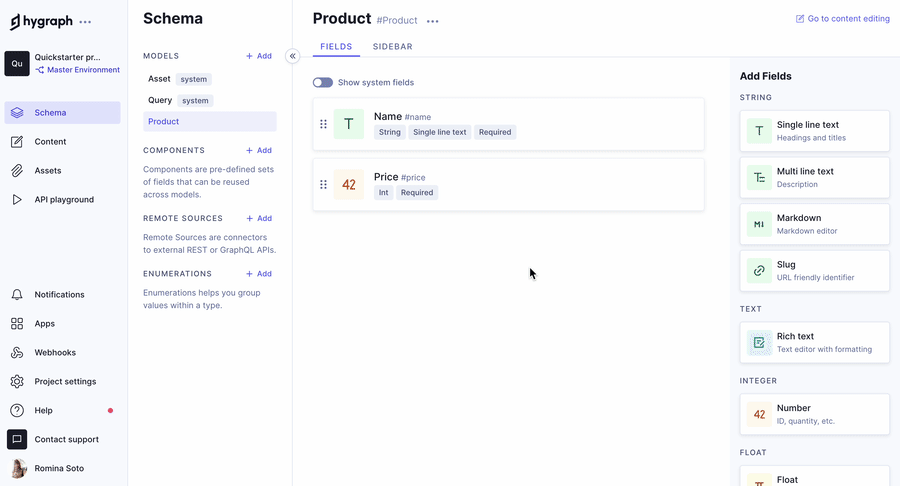 hygraph
Qu
Quickstarter pr...
Master Environment
Schema
Content
Assets
API playground
Notifications
Apps
Webhooks
Project settings
Help
Contact support
Romina Soto
Schema
MODELS
+ Add
Asset system
Query system
Product
COMPONENTS
+ Add
Components are pre-defined sets
of fields that can be reused
across models.
REMOTE SOURCES
+ Add
Remote Sources are connectors
to external REST or GraphQL APIs.
ENUMERATIONS
+ Add
Enumerations helps you group
values within a type.
Product #Product
Go to content editing
FIELDS SIDEBAR
Show system fields
T
Name #name
String Single line text Required
42
Price #price
Int Required
Add Fields
STRING
T
Single line text
Headings and titles
T
Multi line text
Description
M↓
Markdown
Markdown editor
Slug
URL friendly identifier
TEXT
Rich text
Text editor with formatting
INTEGER
42
Number
ID, quantity, etc.
FLOAT
Float